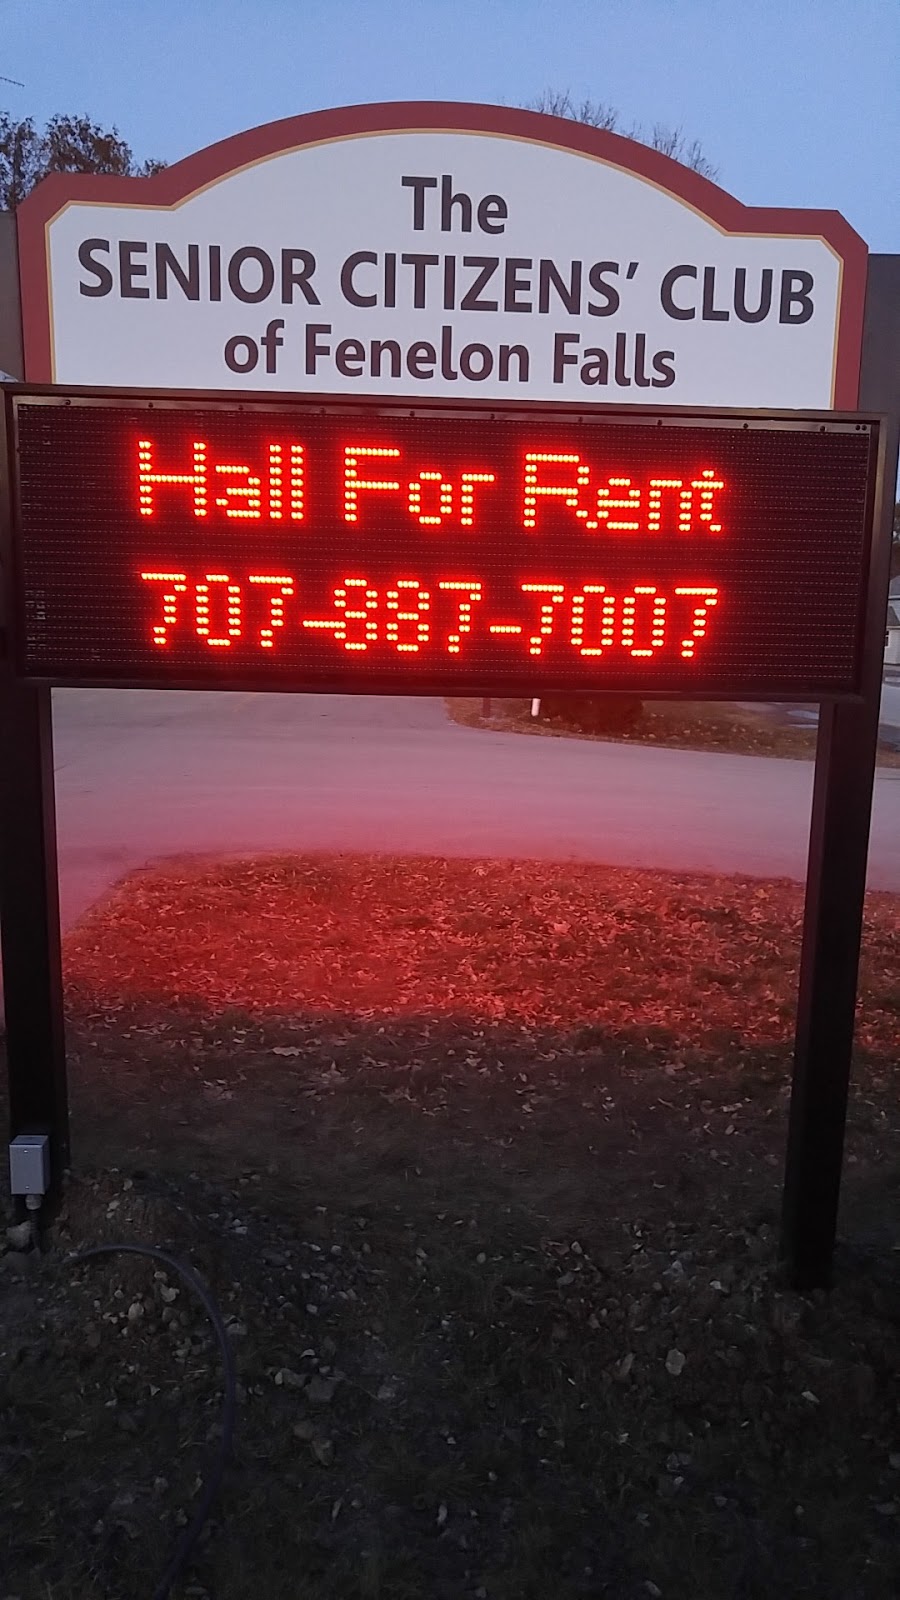 The
SENIOR CITIZENS' CLUB
of Fenelon Falls
Hall For Rent
707-887-7007